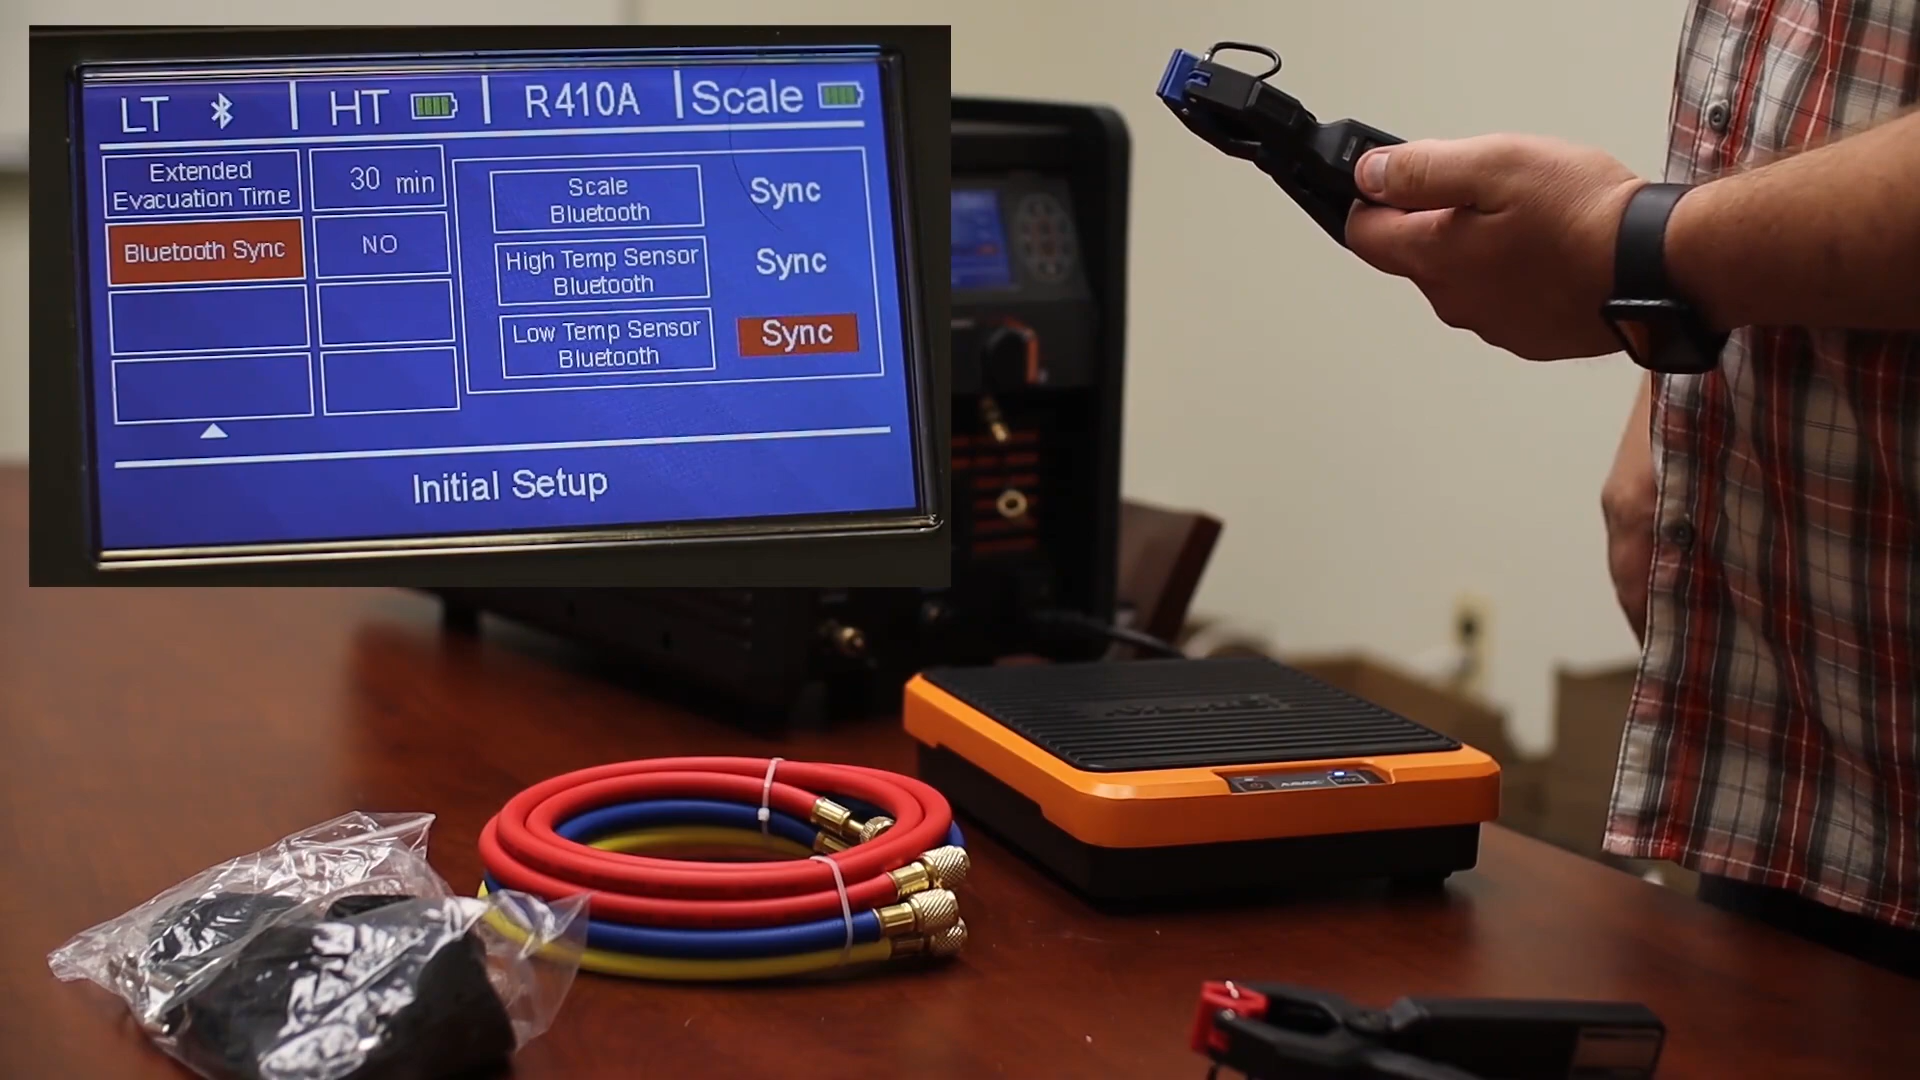 LT HT R410A Scale
Extended
Evacuation Time
30 min
Bluetooth Sync
NO
Scale
Bluetooth
Sync
High Temp Sensor
Bluetooth
Sync
Low Temp Sensor
Bluetooth
Sync
Initial Setup